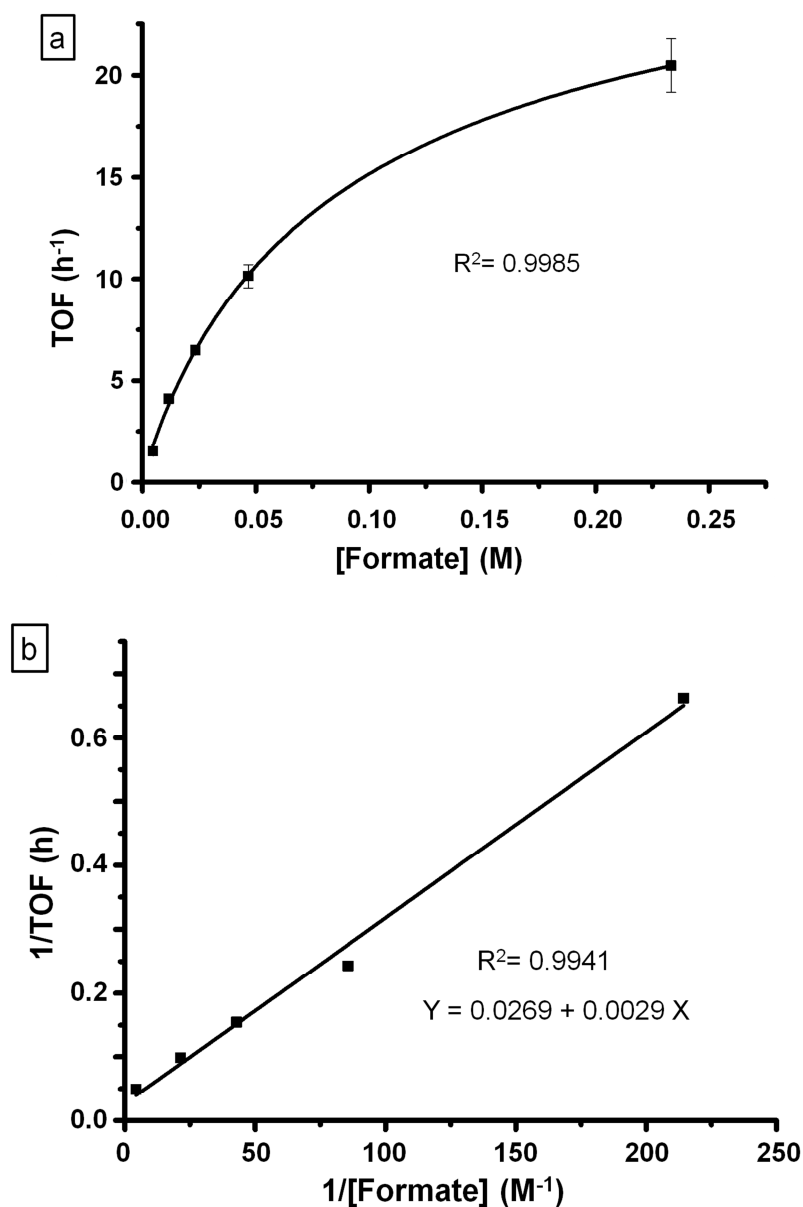 a
20
15
10
5
0
TOF (h⁻¹)
R²= 0.9985
0.00 0.05 0.10 0.15 0.20 0.25
[Formate] (M)
b
0.6
0.4
0.2
0.0
1/TOF (h)
R²= 0.9941
Y = 0.0269 + 0.0029 X
0 50 100 150 200 250
1/[Formate] (M⁻¹)